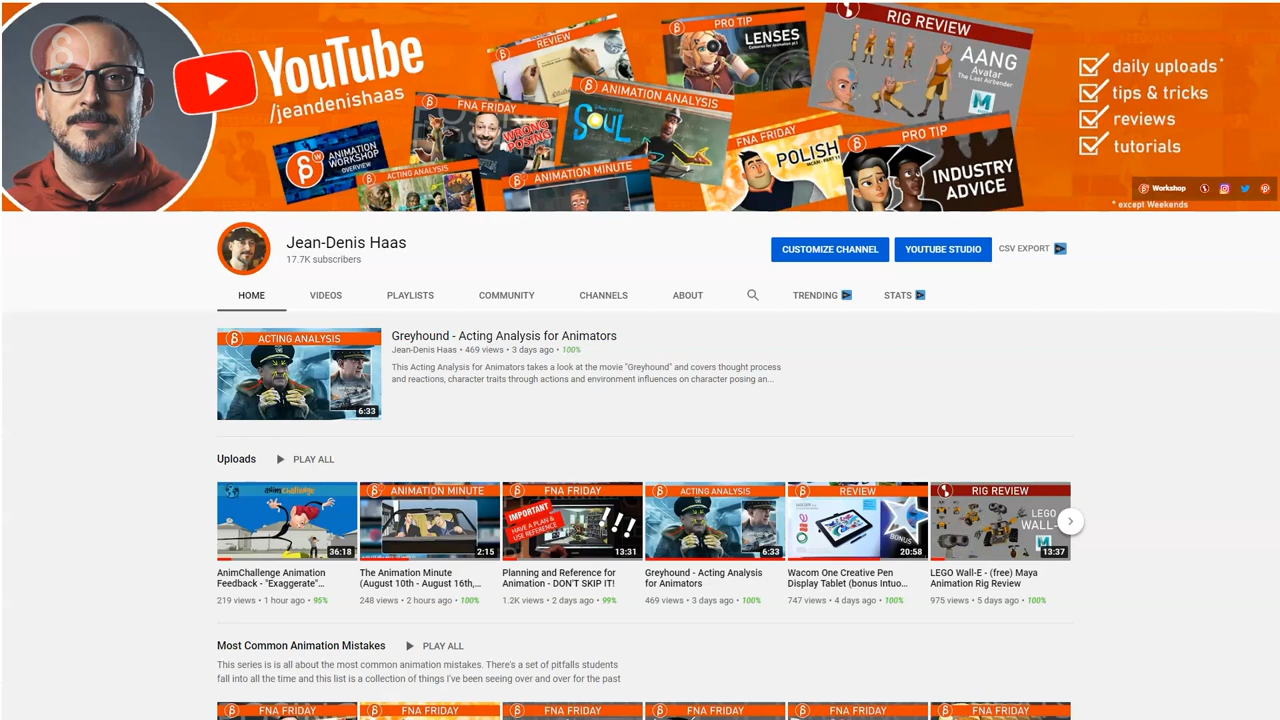 YouTube
/jeandenishaas
REVIEW
PRO TIP
LENSES
RIG REVIEW
AANG
Avatar
The Last Airbender
FNA FRIDAY
WRONG
POSING
ANIMATION ANALYSIS
SOUL
ANIMATION
WORKSHOP
OVERVIEW
ACTING ANALYSIS
ANIMATION MINUTE
FNA FRIDAY
POLISH
PRO TIP
INDUSTRY
ADVICE
daily uploads*
tips & tricks
reviews
tutorials
Workshop
* except Weekends
Jean-Denis Haas
17.7K subscribers
CUSTOMIZE CHANNEL
YOUTUBE STUDIO
CSV EXPORT
HOME VIDEOS PLAYLISTS COMMUNITY CHANNELS ABOUT TRENDING STATS
ACTING ANALYSIS
6:33
Greyhound - Acting Analysis for Animators
Jean-Denis Haas • 469 views • 3 days ago • 100%
This Acting Analysis for Animators takes a look at the movie "Greyhound" and covers thought process
and reactions, character traits through actions and environment influences on character posing an...
Uploads PLAY ALL
animchallenge
36:18
AnimChallenge Animation
Feedback - "Exaggerate"...
219 views • 1 hour ago • 95%
ANIMATION MINUTE
2:15
The Animation Minute
(August 10th - August 16th,...
248 views • 2 hours ago • 100%
FNA FRIDAY
IMPORTANT
HAVE A PLAN &
USE REFERENCE
!!!
13:31
Planning and Reference for
Animation - DON'T SKIP IT!
1.2K views • 2 days ago • 99%
ACTING ANALYSIS
6:33
Greyhound - Acting Analysis
for Animators
469 views • 3 days ago • 100%
REVIEW
BONUS
20:58
Wacom One Creative Pen
Display Tablet (bonus Intuo...
747 views • 4 days ago • 100%
RIG REVIEW
LEGO
WALL-
13:37
LEGO Wall-E - (free) Maya
Animation Rig Review
975 views • 5 days ago • 100%
Most Common Animation Mistakes PLAY ALL
This series is is all about the most common animation mistakes. There's a set of pitfalls students
fall into all the time and this list is a collection of things I've been seeing over and over for the past
FNA FRIDAY
FNA FRIDAY
FNA FRIDAY
FNA FRIDAY
FNA FRIDAY
FNA FRIDAY